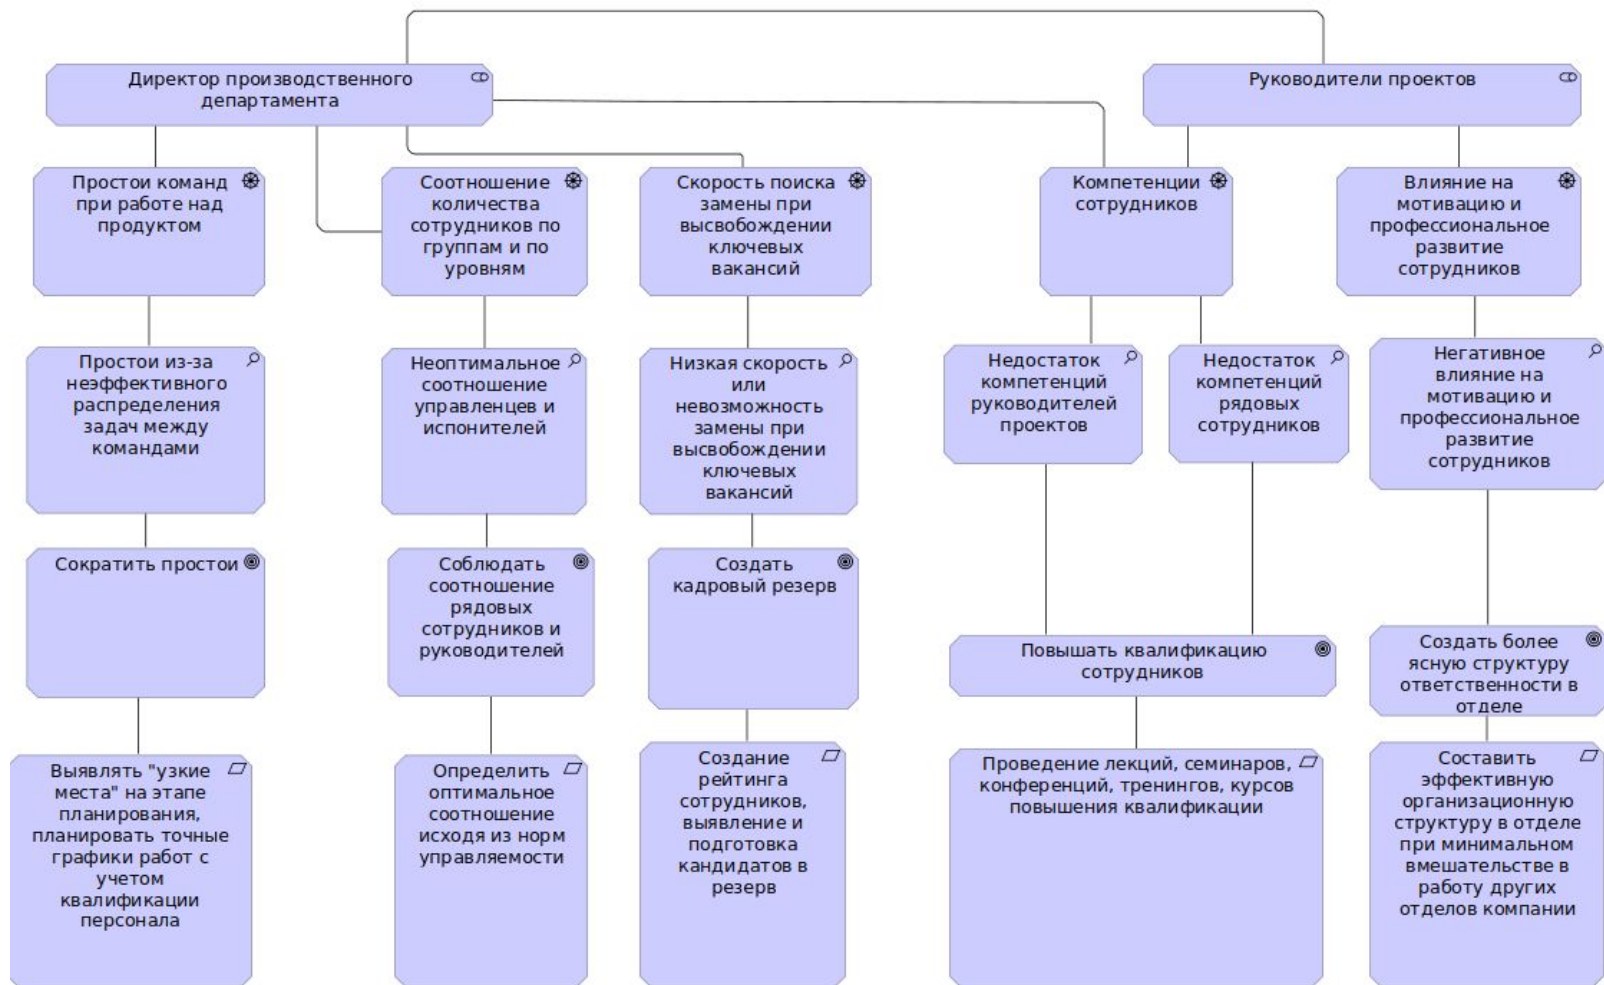 Директор производственного
департамента
Руководители проектов
Простои команд
при работе над
продуктом
Соотношение
количества
сотрудников по
группам и по
уровням
Скорость поиска
замены при
высвобождении
ключевых
вакансий
Компетенции
сотрудников
Влияние на
мотивацию и
профессиональное
развитие
сотрудников
Простои из-за
неэффективного
распределения
задач между
командами
Неоптимальное
соотношение
управленцев и
испонителей
Низкая скорость
или
невозможность
замены при
высвобождении
ключевых
вакансий
Недостаток
компетенций
руководителей
проектов
Недостаток
компетенций
рядовых
сотрудников
Негативное
влияние на
мотивацию и
профессиональное
развитие
сотрудников
Сократить простои
Соблюдать
соотношение
рядовых
сотрудников и
руководителей
Создать
кадровый резерв
Повышать квалификацию
сотрудников
Создать более
ясную структуру
ответственности в
отделе
Выявлять "узкие
места" на этапе
планирования,
планировать точные
графики работ с
учетом
квалификации
персонала
Определить
оптимальное
соотношение
исходя из норм
управляемости
Создание
рейтинга
сотрудников,
выявление и
подготовка
кандидатов в
резерв
Проведение лекций, семинаров,
конференций, тренингов, курсов
повышения квалификации
Составить
эффективную
организационную
структуру в отделе
при минимальном
вмешательстве в
работу других
отделов компании